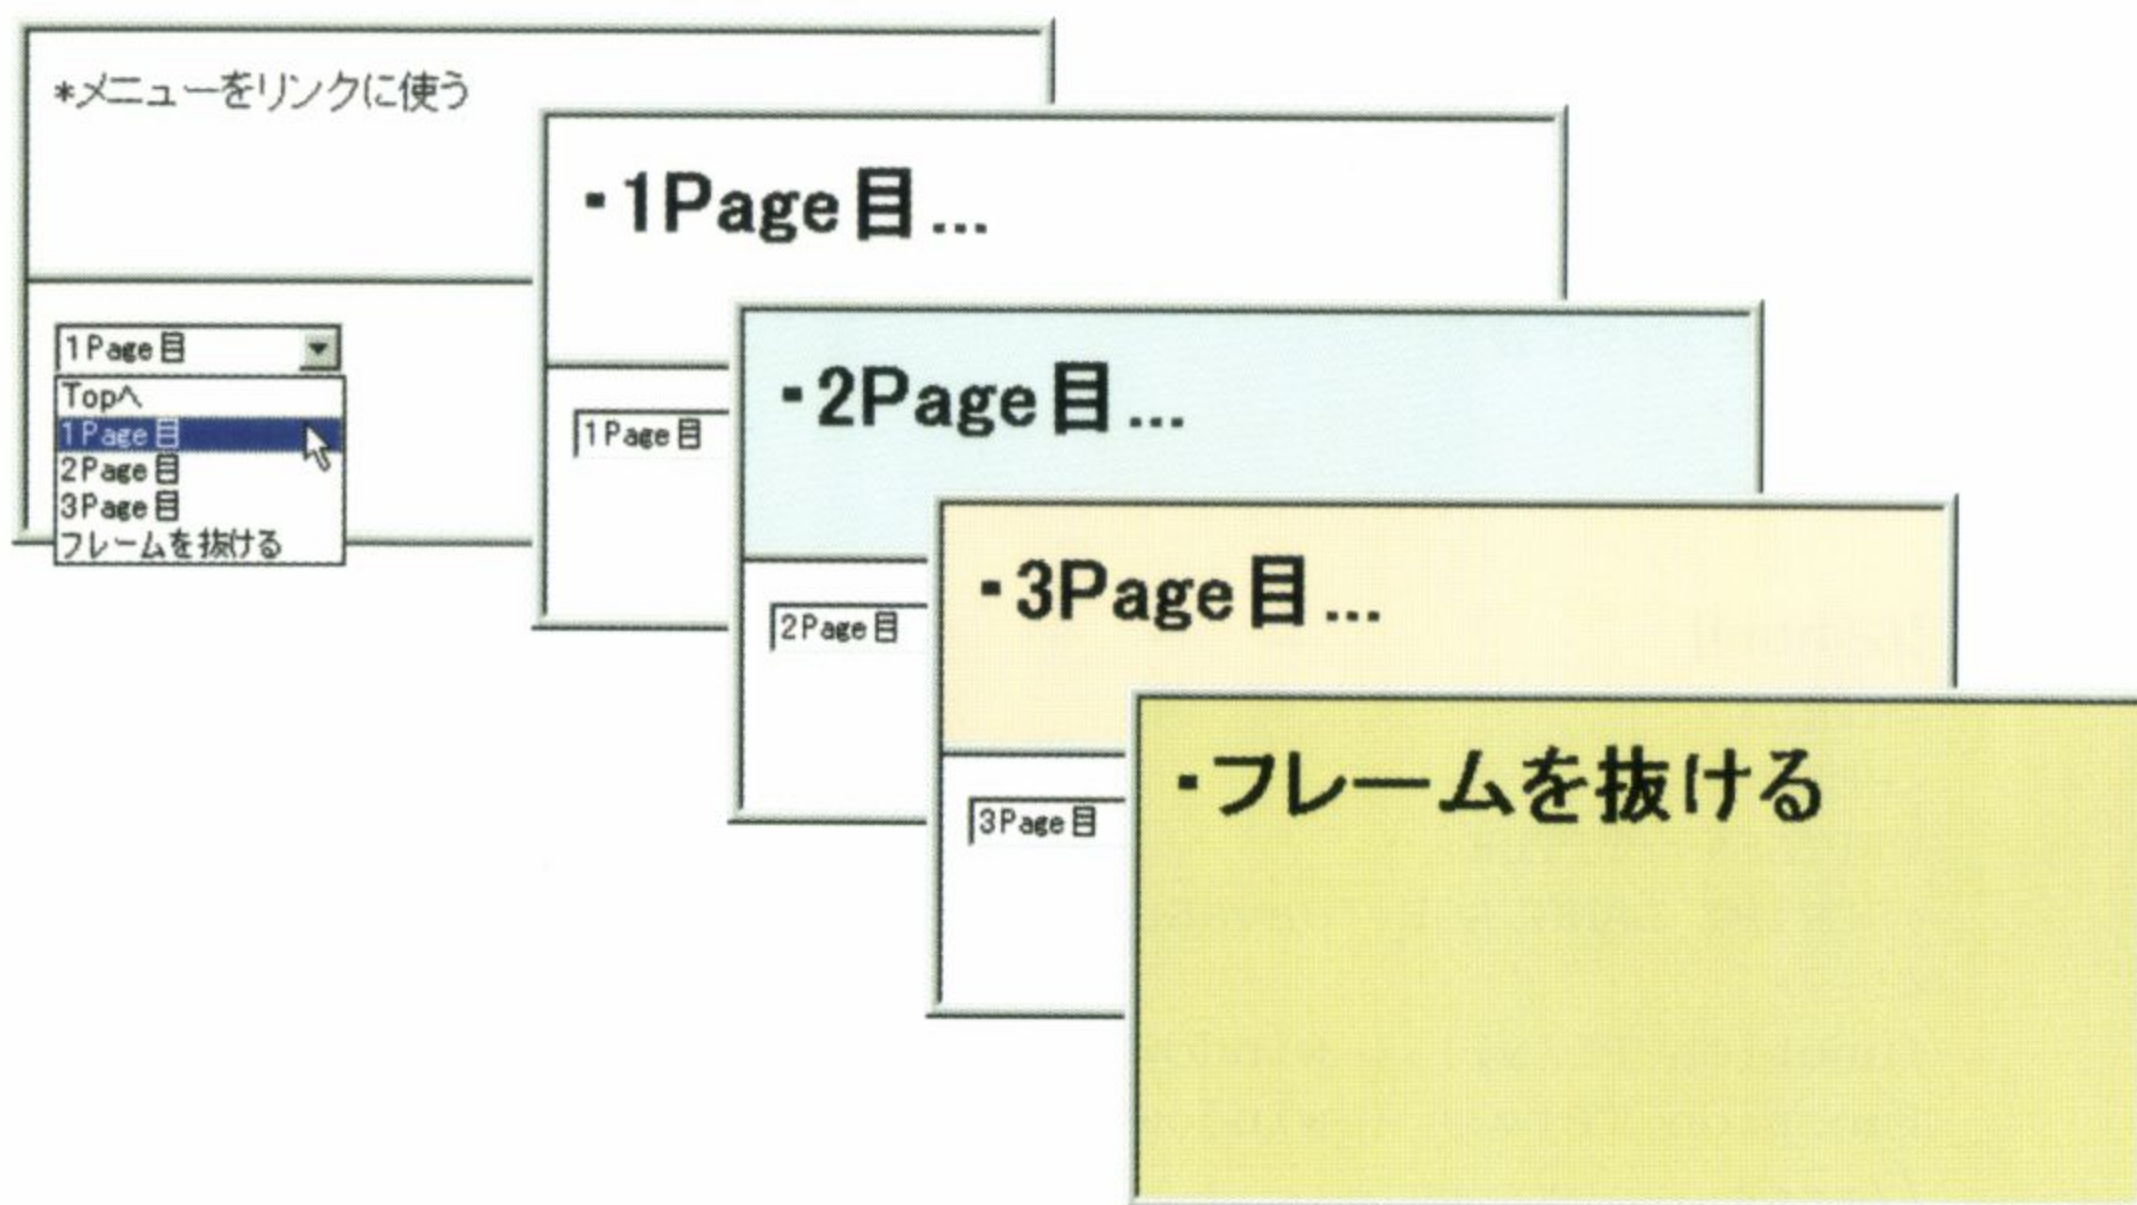 *メニューをリンクに使う
1Page目
Topへ
1Page目
2Page目
3Page目
フレームを抜ける
・1Page目...
1Page目
・2Page目...
2Page目
・3Page目...
3Page目
・フレームを抜ける